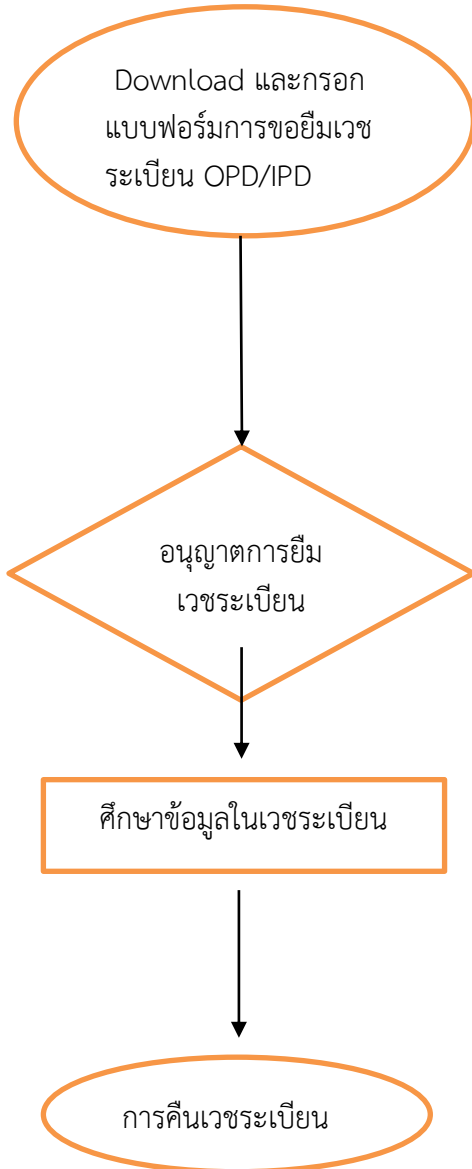 Download และกรอก
แบบฟอร์มการขอยืมเวช
ระเบียน OPD/IPD
อนุญาตการยืม
เวชระเบียน
ศึกษาข้อมูลในเวชระเบียน
การคืนเวชระเบียน